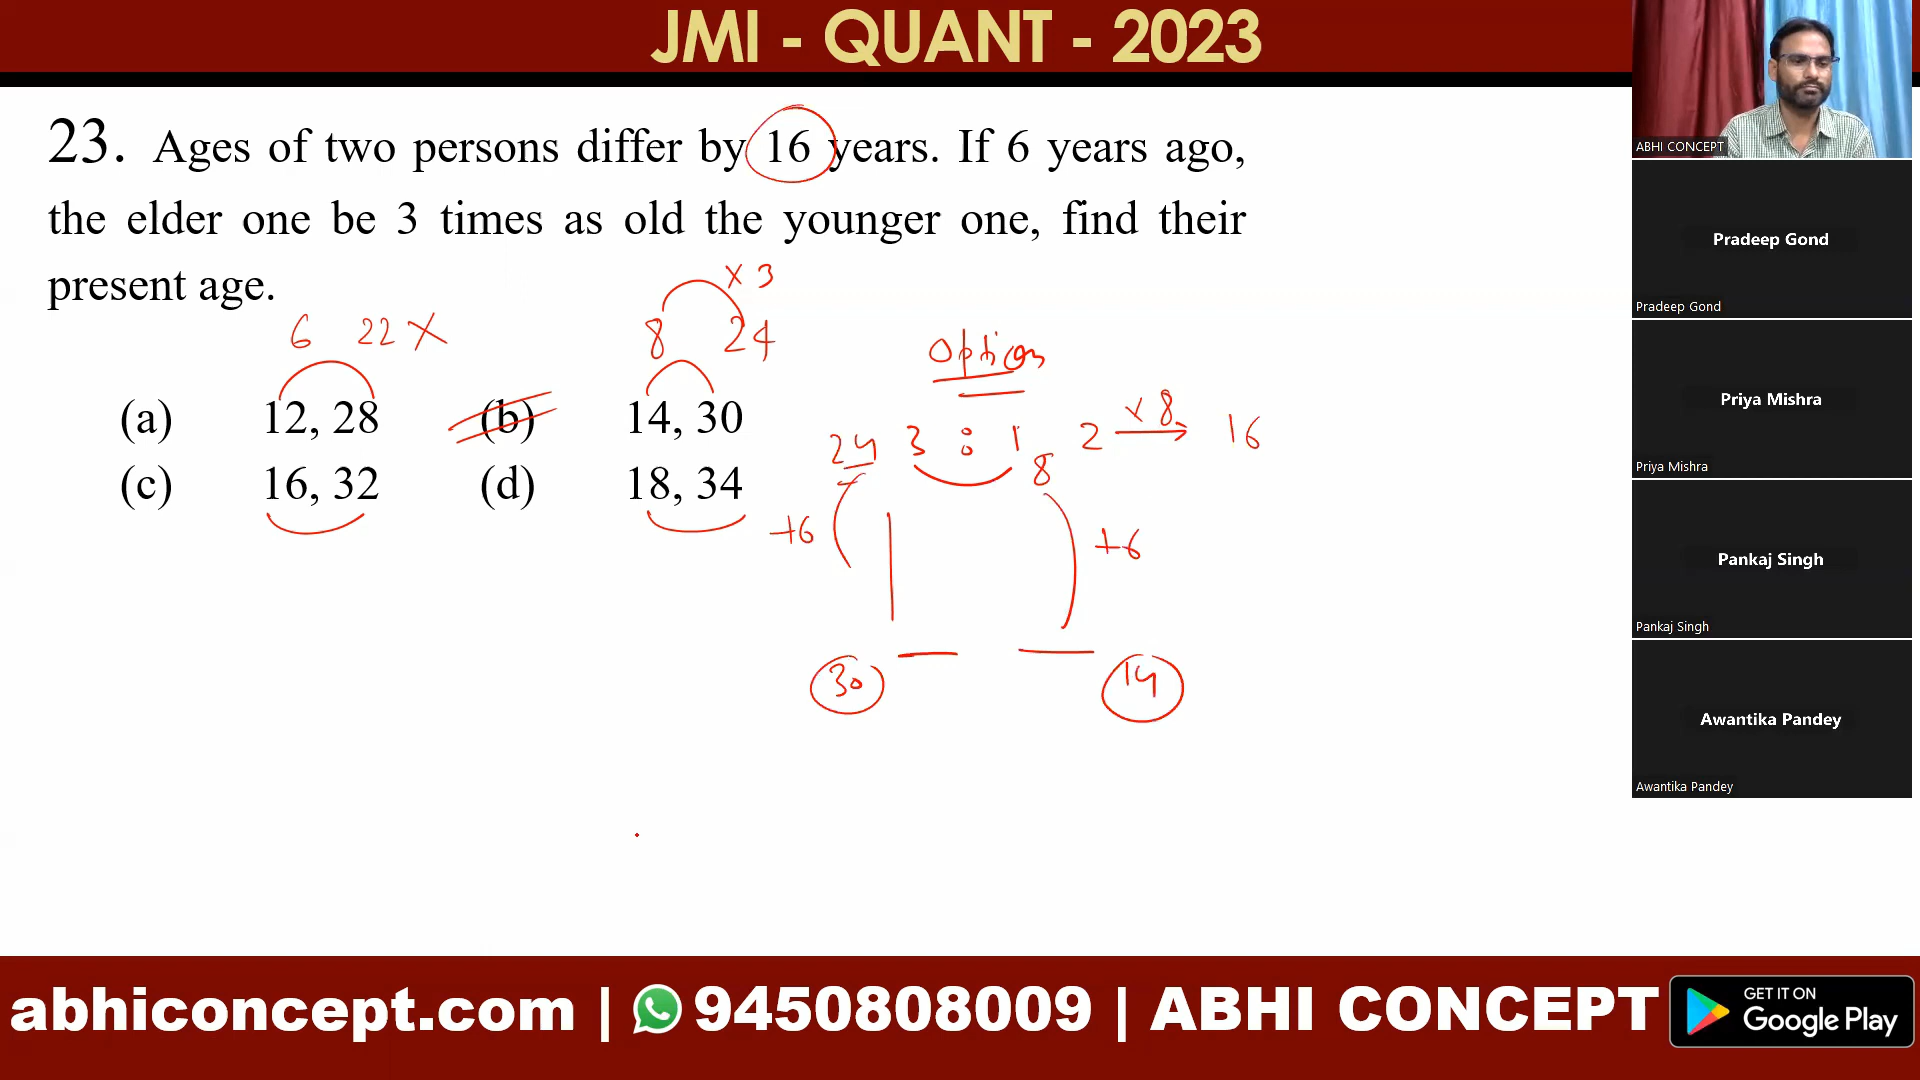 JMI - QUANT - 2023
23. Ages of two persons differ by 16 years. If 6 years ago,
the elder one be 3 times as old the younger one, find their
present age.
× 3
6 22 ×
8 24
Option
(a) 12, 28 (b) 14, 30
24 3 : 1 8 2 × 8 → 16
(c) 16, 32 (d) 18, 34
+6 +6
30 14
ABHI CONCEPT
Pradeep Gond
Pradeep Gond
Priya Mishra
Priya Mishra
Pankaj Singh
Pankaj Singh
Awantika Pandey
Awantika Pandey
abhiconcept.com | 9450808009 | ABHI CONCEPT
GET IT ON
Google Play